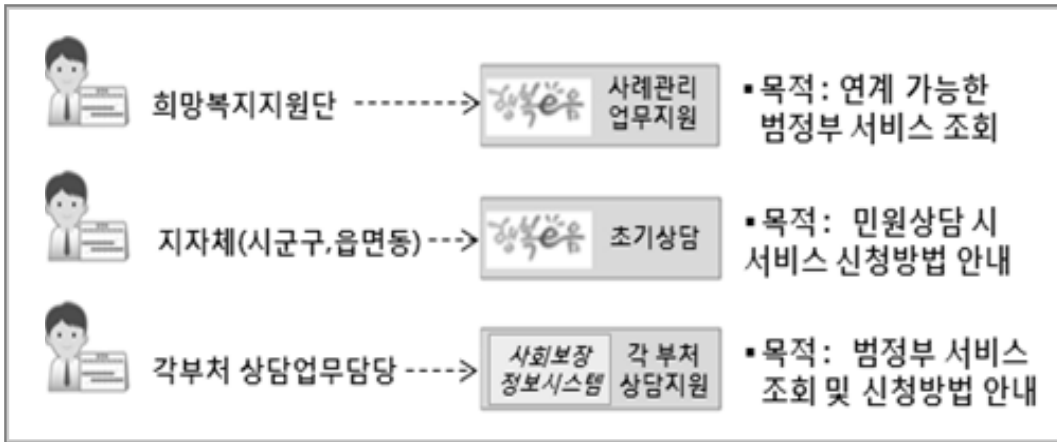 희망복지지원단
행복e음
사례관리
업무지원
▪목적: 연계 가능한
범정부 서비스 조회
지자체(시군구,읍면동)
행복e음
초기상담
▪목적: 민원상담 시
서비스 신청방법 안내
각부처 상담업무담당
사회보장
정보시스템
각 부처
상담지원
▪목적: 범정부 서비스
조회 및 신청방법 안내